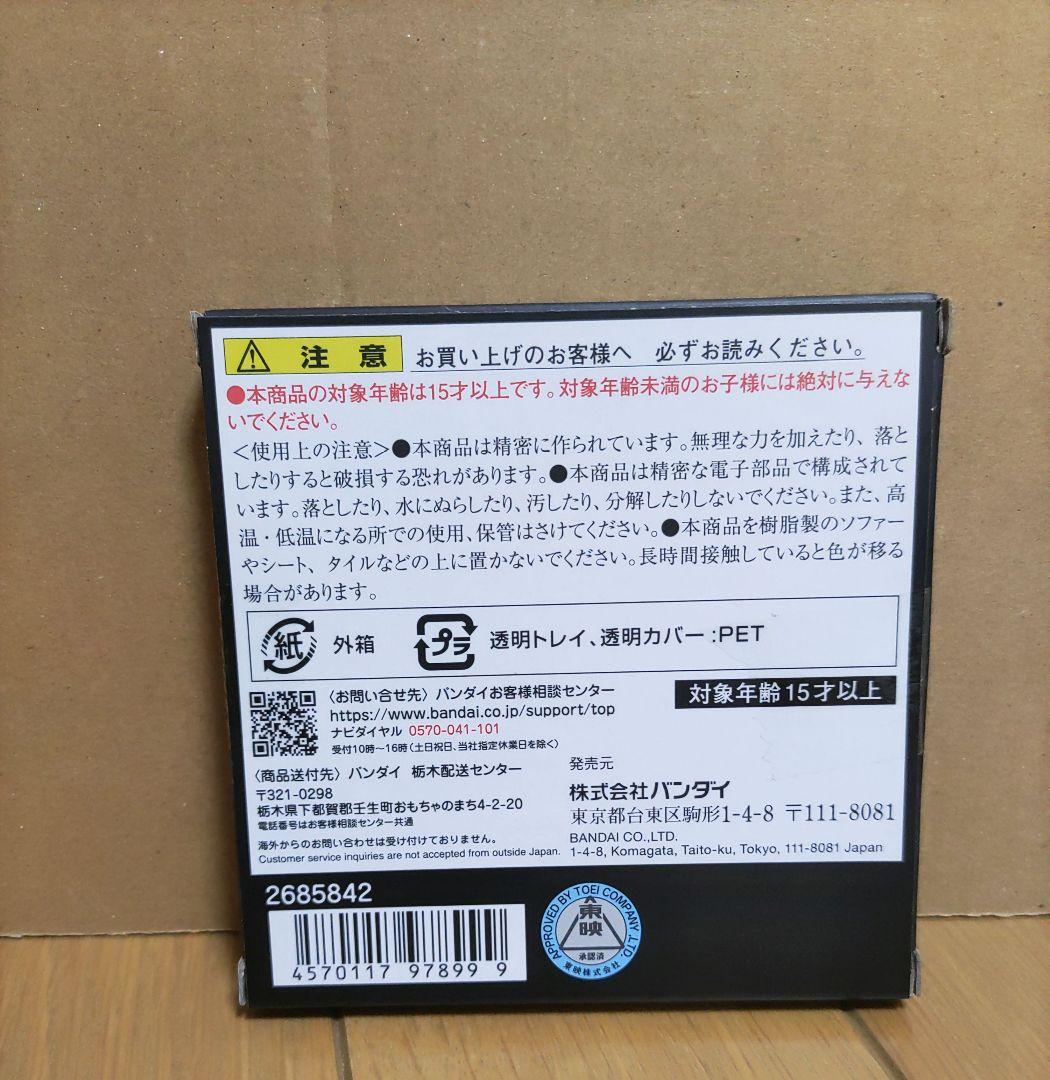 注意 お買い上げのお客様へ 必ずお読みください。
●本商品の対象年齢は15才以上です。対象年齢未満のお子様には絶対に与えな
いでください。
＜使用上の注意＞●本商品は精密に作られています。無理な力を加えたり、落と
したりすると破損する恐れがあります。●本商品は精密な電子部品で構成されて
います。落としたり、水にぬらしたり、汚したり、分解したりしないでください。また、高
温・低温になる所での使用、保管はさけてください。●本商品を樹脂製のソファー
やシート、タイルなどの上に置かないでください。長時間接触していると色が移る
場合があります。
紙 外箱 プラ 透明トレイ、透明カバー:PET
〈お問い合せ先〉バンダイお客様相談センター
https://www.bandai.co.jp/support/top
ナビダイヤル 0570-041-101
受付10時～16時(土日祝日、当社指定休業日を除く)
対象年齢15才以上
〈商品送付先〉バンダイ 栃木配送センター
〒321-0298
栃木県下都賀郡壬生町おもちゃのまち4-2-20
電話番号はお客様相談センター共通
海外からのお問い合わせは受け付けておりません。
Customer service inquiries are not accepted from outside Japan.
発売元
株式会社バンダイ
東京都台東区駒形1-4-8 〒111-8081
BANDAI CO.,LTD.
1-4-8, Komagata, Taito-ku, Tokyo, 111-8081 Japan
2685842
4570117 97899 9
APPROVED BY TOEI COMPANY, LTD.
東映
承認済
東映株式会社